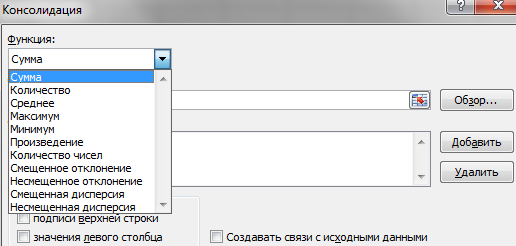 Консолидация
?
Функция:
Сумма
Сумма
Количество
Среднее
Максимум
Минимум
Произведение
Количество чисел
Смещенное отклонение
Несмещенное отклонение
Смещенная дисперсия
Несмещенная дисперсия
Обзор...
Добавить
Удалить
подписи верхней строки
значения левого столбца
Создавать связи с исходными данными